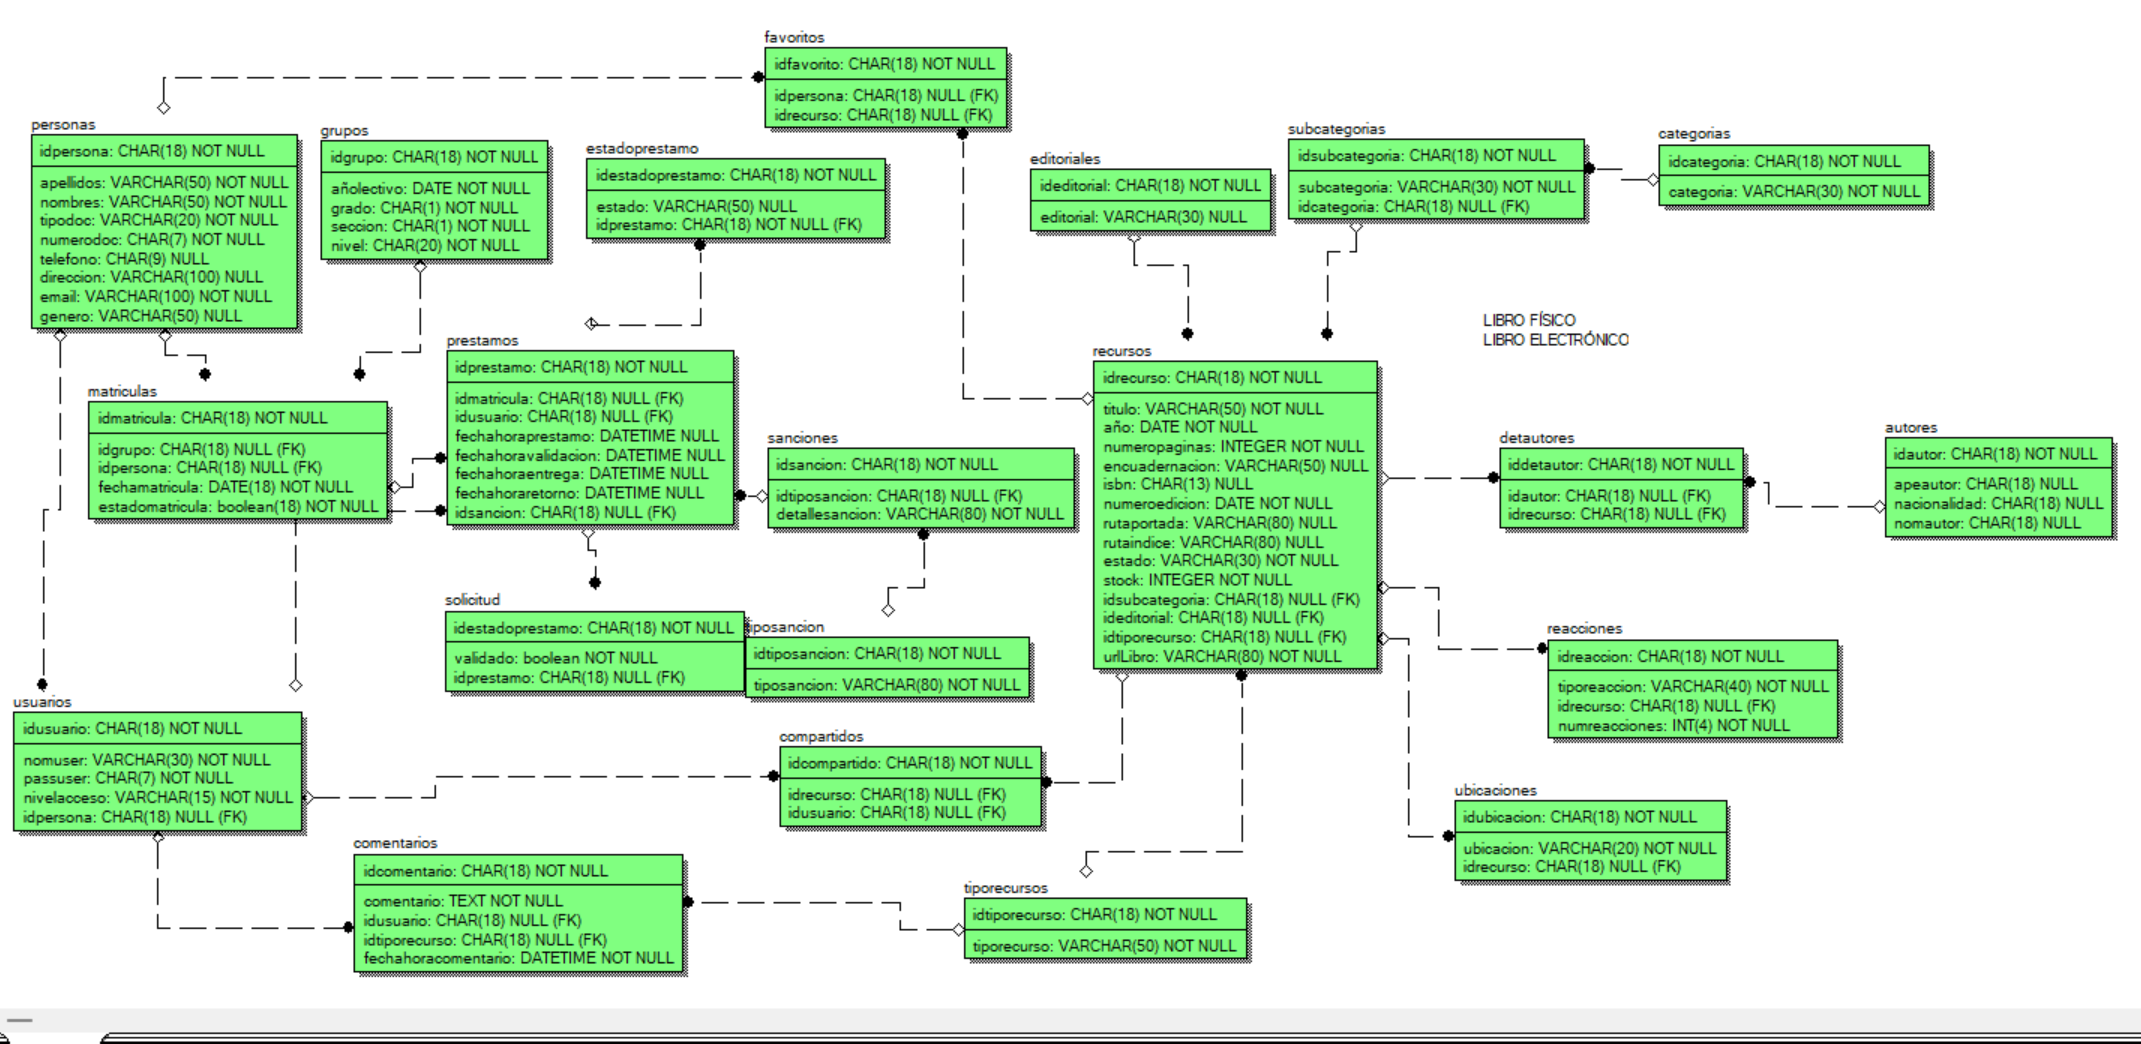 favoritos
idfavorito: CHAR(18) NOT NULL
idpersona: CHAR(18) NULL (FK)
idrecurso: CHAR(18) NULL (FK)
personas
idpersona: CHAR(18) NOT NULL
apellidos: VARCHAR(50) NOT NULL
nombres: VARCHAR(50) NOT NULL
tipodoc: VARCHAR(20) NOT NULL
numerodoc: CHAR(7) NOT NULL
telefono: CHAR(9) NULL
direccion: VARCHAR(100) NULL
email: VARCHAR(100) NOT NULL
genero: VARCHAR(50) NULL
grupos
idgrupo: CHAR(18) NOT NULL
añolectivo: DATE NOT NULL
grado: CHAR(1) NOT NULL
seccion: CHAR(1) NOT NULL
nivel: CHAR(20) NOT NULL
estadoprestamo
idestadoprestamo: CHAR(18) NOT NULL
estado: VARCHAR(50) NULL
idprestamo: CHAR(18) NOT NULL (FK)
editoriales
ideditorial: CHAR(18) NOT NULL
editorial: VARCHAR(30) NULL
subcategorias
idsubcategoria: CHAR(18) NOT NULL
subcategoria: VARCHAR(30) NOT NULL
idcategoria: CHAR(18) NULL (FK)
categorias
idcategoria: CHAR(18) NOT NULL
categoria: VARCHAR(30) NOT NULL
LIBRO FÍSICO
LIBRO ELECTRÓNICO
matriculas
idmatricula: CHAR(18) NOT NULL
idgrupo: CHAR(18) NULL (FK)
idpersona: CHAR(18) NULL (FK)
fechamatricula: DATE(18) NOT NULL
estadomatricula: boolean(18) NOT NULL
prestamos
idprestamo: CHAR(18) NOT NULL
idmatricula: CHAR(18) NULL (FK)
idusuario: CHAR(18) NULL (FK)
fechahoraprestamo: DATETIME NULL
fechahoravalidacion: DATETIME NULL
fechahoraentrega: DATETIME NULL
fechahoraretorno: DATETIME NULL
idsancion: CHAR(18) NULL (FK)
sanciones
idsancion: CHAR(18) NOT NULL
idtiposancion: CHAR(18) NULL (FK)
detallesancion: VARCHAR(80) NOT NULL
recursos
idrecurso: CHAR(18) NOT NULL
titulo: VARCHAR(50) NOT NULL
año: DATE NOT NULL
numeropaginas: INTEGER NOT NULL
encuadernacion: VARCHAR(50) NULL
isbn: CHAR(13) NULL
numeroedicion: DATE NOT NULL
rutaportada: VARCHAR(80) NULL
rutaindice: VARCHAR(80) NULL
estado: VARCHAR(30) NOT NULL
stock: INTEGER NOT NULL
idsubcategoria: CHAR(18) NULL (FK)
ideditorial: CHAR(18) NULL (FK)
idtiporecurso: CHAR(18) NULL (FK)
urlLibro: VARCHAR(80) NOT NULL
detautores
iddetautor: CHAR(18) NOT NULL
idautor: CHAR(18) NULL (FK)
idrecurso: CHAR(18) NULL (FK)
autores
idautor: CHAR(18) NOT NULL
apeautor: CHAR(18) NULL
nacionalidad: CHAR(18) NULL
nomautor: CHAR(18) NULL
solicitud
idestadoprestamo: CHAR(18) NOT NULL
validado: boolean NOT NULL
idprestamo: CHAR(18) NULL (FK)
iposancion
idtiposancion: CHAR(18) NOT NULL
tiposancion: VARCHAR(80) NOT NULL
reacciones
idreaccion: CHAR(18) NOT NULL
tiporeaccion: VARCHAR(40) NOT NULL
idrecurso: CHAR(18) NULL (FK)
numreacciones: INT(4) NOT NULL
usuarios
idusuario: CHAR(18) NOT NULL
nomuser: VARCHAR(30) NOT NULL
passuser: CHAR(7) NOT NULL
nivelacceso: VARCHAR(15) NOT NULL
idpersona: CHAR(18) NULL (FK)
compartidos
idcompartido: CHAR(18) NOT NULL
idrecurso: CHAR(18) NULL (FK)
idusuario: CHAR(18) NULL (FK)
ubicaciones
idubicacion: CHAR(18) NOT NULL
ubicacion: VARCHAR(20) NOT NULL
idrecurso: CHAR(18) NULL (FK)
comentarios
idcomentario: CHAR(18) NOT NULL
comentario: TEXT NOT NULL
idusuario: CHAR(18) NULL (FK)
idtiporecurso: CHAR(18) NULL (FK)
fechahoracomentario: DATETIME NOT NULL
tiporecursos
idtiporecurso: CHAR(18) NOT NULL
tiporecurso: VARCHAR(50) NOT NULL